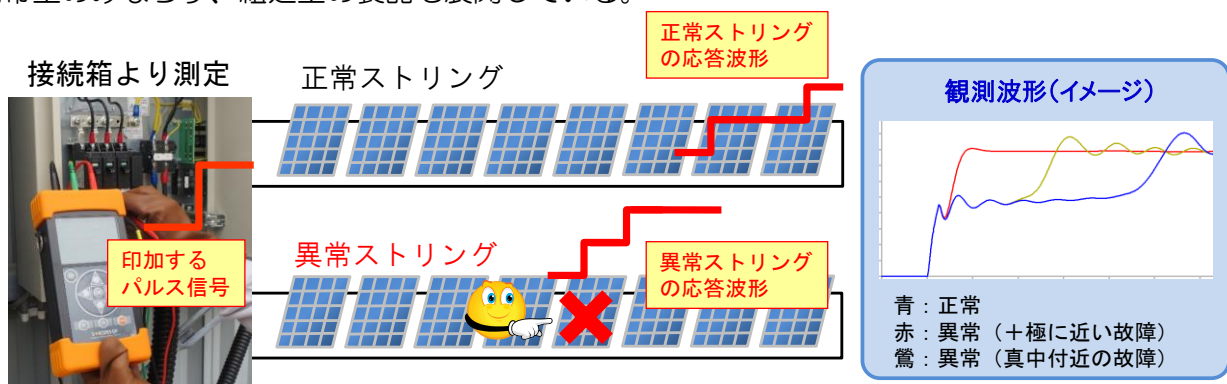 接続箱より測定
正常ストリング
正常ストリング
の応答波形
印加する
パルス信号
異常ストリング
異常ストリング
の応答波形
観測波形(イメージ)
青：正常
赤：異常（＋極に近い故障）
鶯：異常（真中付近の故障）